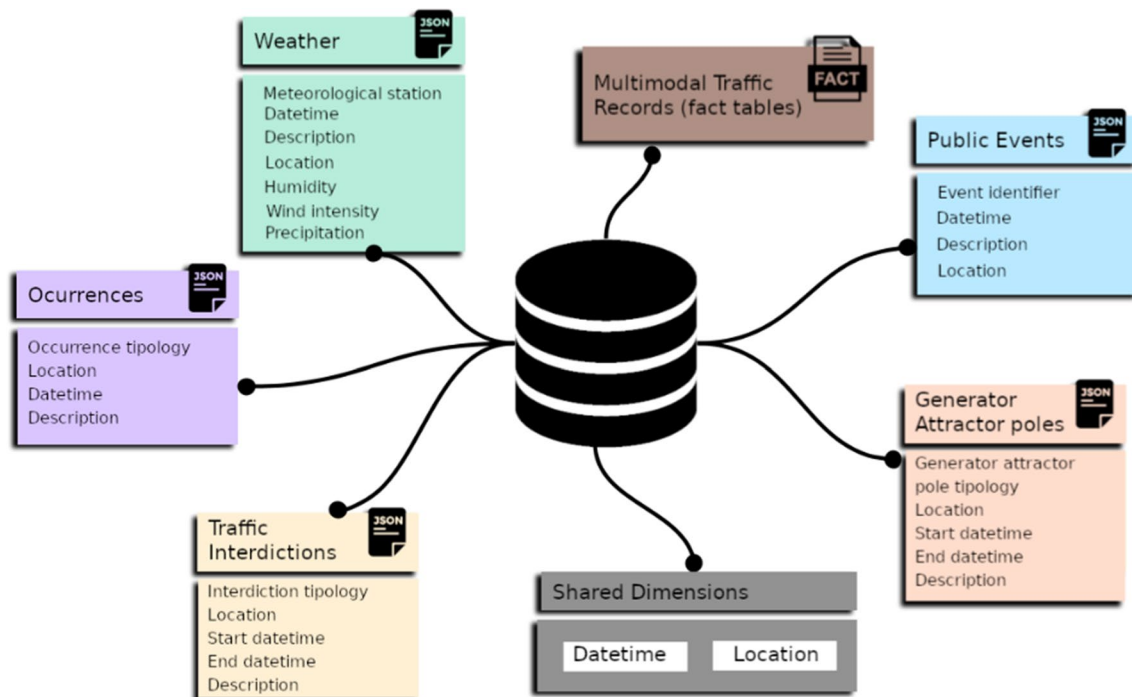 Weather
JSON
Meteorological station
Datetime
Description
Location
Humidity
Wind intensity
Precipitation
Multimodal Traffic
Records (fact tables)
FACT
Public Events
JSON
Event identifier
Datetime
Description
Location
Ocurrences
JSON
Occurrence tipology
Location
Datetime
Description
Generator
Attractor poles
JSON
Generator attractor
pole tipology
Location
Start datetime
End datetime
Description
Traffic
Interdictions
JSON
Interdiction tipology
Location
Start datetime
End datetime
Description
Shared Dimensions
Datetime
Location